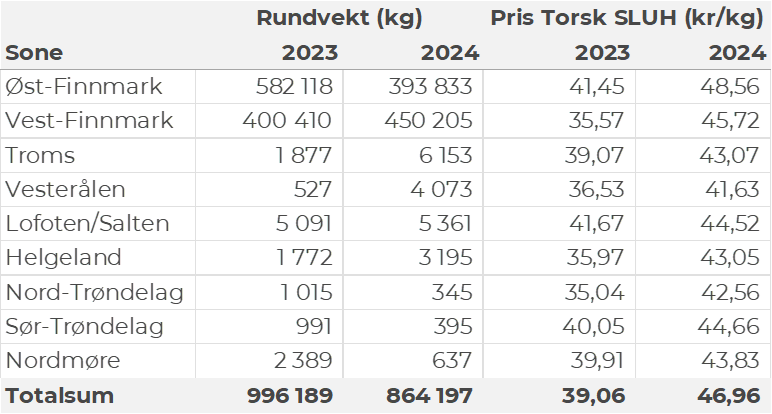 Rundvekt (kg) Pris Torsk SLUH (kr/kg)
Sone 2023 2024 2023 2024
Øst-Finnmark 582 118 393 833 41,45 48,56
Vest-Finnmark 400 410 450 205 35,57 45,72
Troms 1 877 6 153 39,07 43,07
Vesterålen 527 4 073 36,53 41,63
Lofoten/Salten 5 091 5 361 41,67 44,52
Helgeland 1 772 3 195 35,97 43,05
Nord-Trøndelag 1 015 345 35,04 42,56
Sør-Trøndelag 991 395 40,05 44,66
Nordmøre 2 389 637 39,91 43,83
Totalsum 996 189 864 197 39,06 46,96